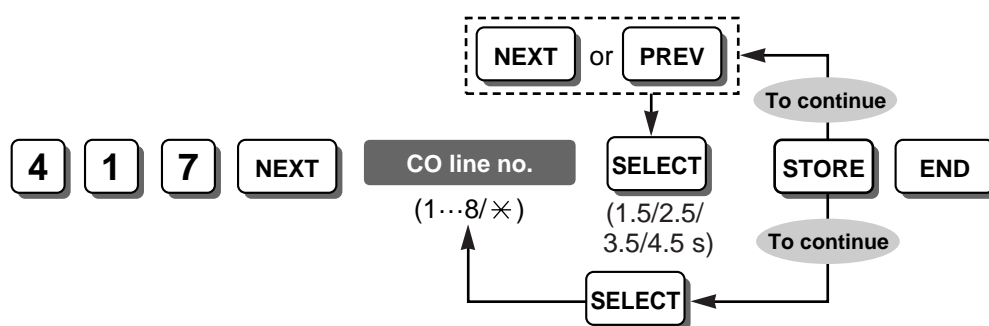 NEXT or PREV
To continue
4 1 7 NEXT CO line no. SELECT STORE END
(1···8/✳) (1.5/2.5/
3.5/4.5 s)
To continue
SELECT